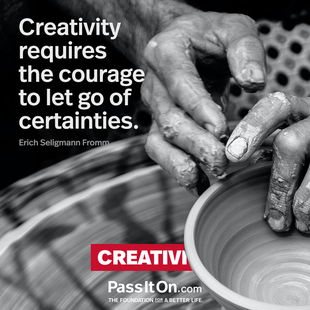 Creativity
requires
the courage
to let go of
certainties.
Erich Seligmann Fromm
CREATIVI
PassItOn.com
THE FOUNDATION FOR A BETTER LIFE